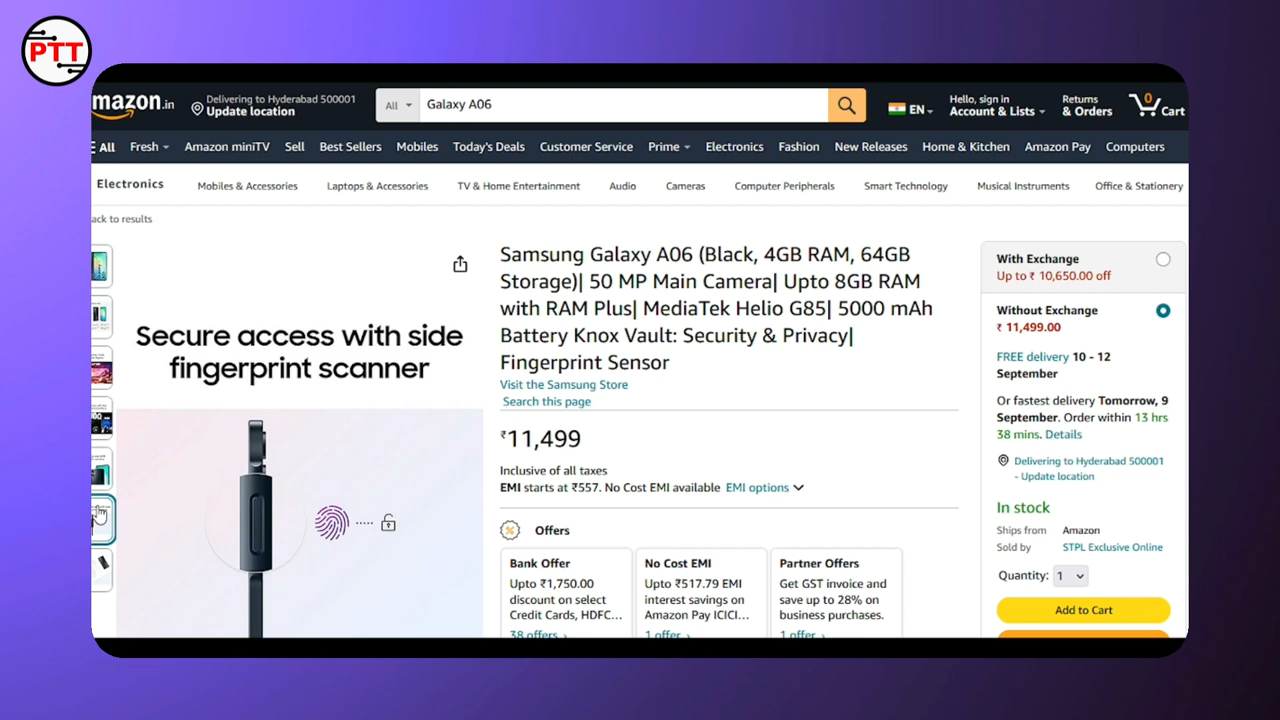 PTT
mazon.in
Delivering to Hyderabad 500001
Update location
All
Galaxy A06
EN
Hello, sign in
Account & Lists
Returns
& Orders
0
Cart
All
Fresh
Amazon miniTV
Sell
Best Sellers
Mobiles
Today's Deals
Customer Service
Prime
Electronics
Fashion
New Releases
Home & Kitchen
Amazon Pay
Computers
Electronics
Mobiles & Accessories
Laptops & Accessories
TV & Home Entertainment
Audio
Cameras
Computer Peripherals
Smart Technology
Musical Instruments
Office & Stationery
ack to results
Secure access with side
fingerprint scanner
Samsung Galaxy A06 (Black, 4GB RAM, 64GB
Storage)| 50 MP Main Camera| Upto 8GB RAM
with RAM Plus| MediaTek Helio G85| 5000 mAh
Battery Knox Vault: Security & Privacy|
Fingerprint Sensor
Visit the Samsung Store
Search this page
₹11,499
Inclusive of all taxes
EMI starts at ₹557. No Cost EMI available EMI options
Offers
Bank Offer
Upto ₹1,750.00
discount on select
Credit Cards, HDFC...
38 offers ›
No Cost EMI
Upto ₹517.79 EMI
interest savings on
Amazon Pay ICICI...
1 offer ›
Partner Offers
Get GST invoice and
save up to 28% on
business purchases.
1 offer ›
With Exchange
Up to ₹ 10,650.00 off
Without Exchange
₹ 11,499.00
FREE delivery 10 - 12
September
Or fastest delivery Tomorrow, 9
September. Order within 13 hrs
38 mins. Details
Delivering to Hyderabad 500001
- Update location
In stock
Ships from Amazon
Sold by STPL Exclusive Online
Quantity: 1
Add to Cart